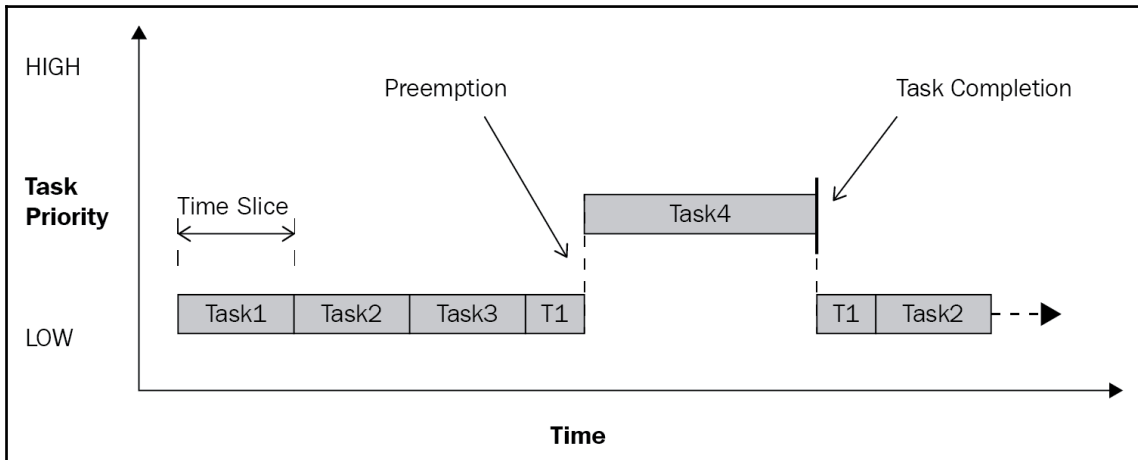 HIGH
Preemption
Task Completion
Task
Priority
Time Slice
Task4
Task1
Task2
Task3
T1
T1
Task2
LOW
Time